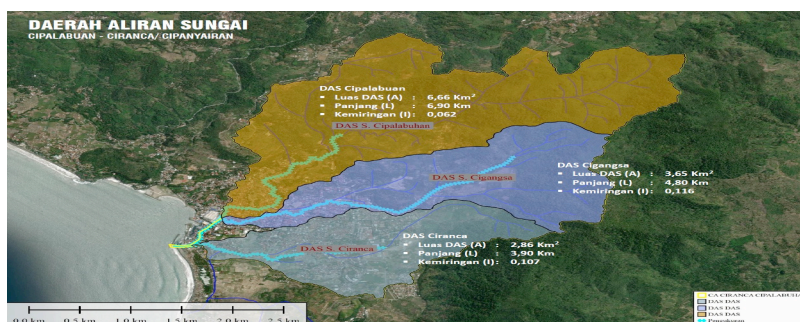 DAERAH ALIRAN SUNGAI
CIPALABUAN - CIRANCA/ CIPANYAIRAN
DAS Cipalabuan
▪ Luas DAS (A) : 6,66 Km²
▪ Panjang (L) : 6,90 Km
▪ Kemiringan (I): 0,062
DAS S. Cipalabuhan
DAS Cigangsa
▪ Luas DAS (A) : 3,65 Km²
▪ Panjang (L) : 4,80 Km
▪ Kemiringan (I): 0,116
DAS S. Cigangsa
DAS Ciranca
▪ Luas DAS (A) : 2,86 Km²
▪ Panjang (L) : 3,90 Km
▪ Kemiringan (I): 0,107
DAS S. Ciranca
0,0 km 0,5 km 1,0 km 1,5 km 2,0 km 2,5 km
CA CIRANCA CIPALABUH
DAS DAS
DAS DAS
DAS DAS